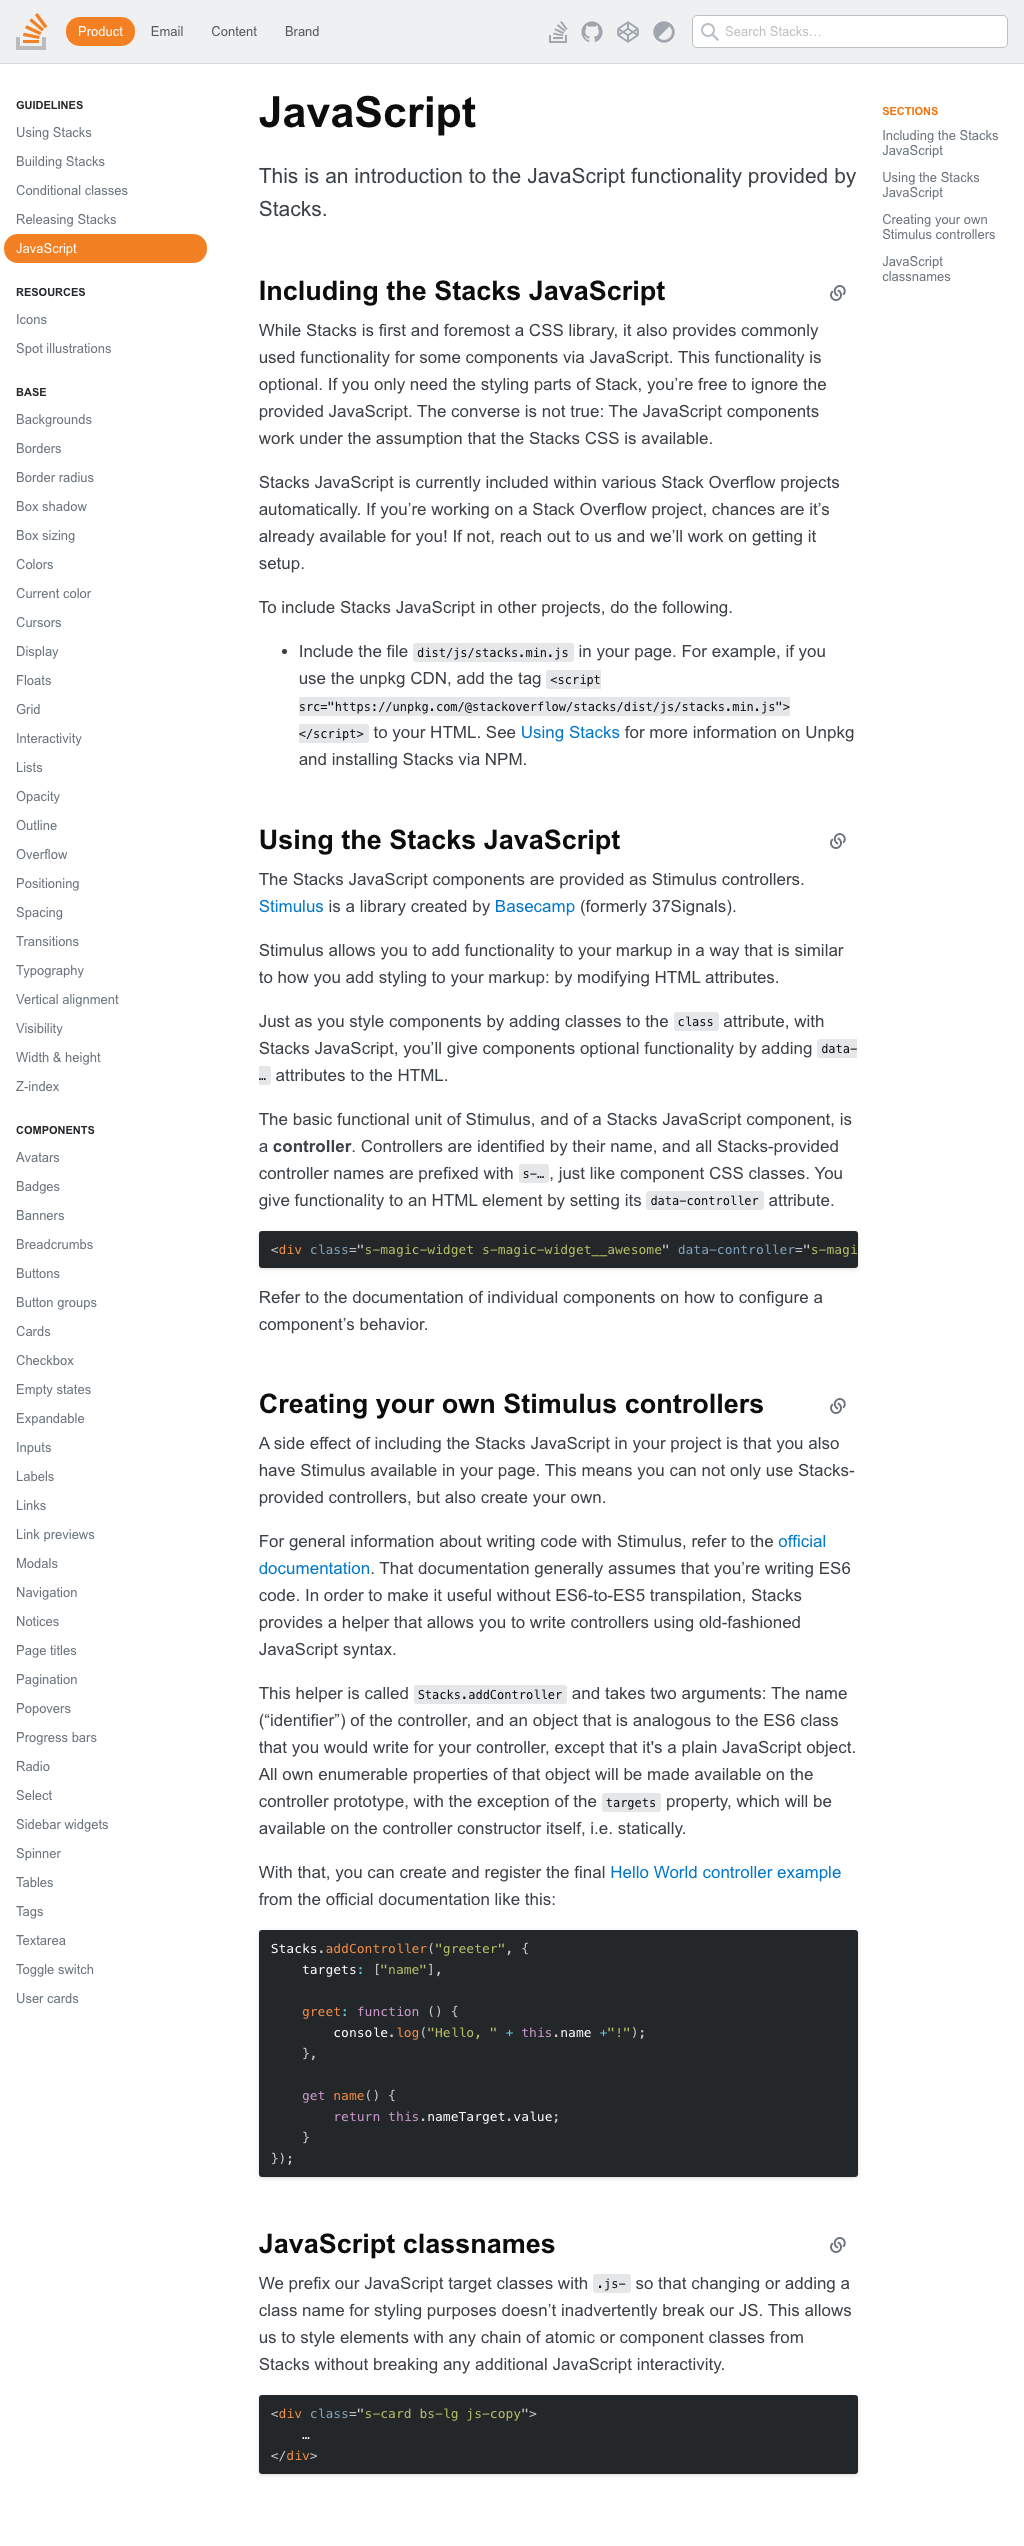 Product Email Content Brand
Search Stacks…
GUIDELINES
Using Stacks
Building Stacks
Conditional classes
Releasing Stacks
JavaScript
RESOURCES
Icons
Spot illustrations
BASE
Backgrounds
Borders
Border radius
Box shadow
Box sizing
Colors
Current color
Cursors
Display
Floats
Grid
Interactivity
Lists
Opacity
Outline
Overflow
Positioning
Spacing
Transitions
Typography
Vertical alignment
Visibility
Width & height
Z-index
COMPONENTS
Avatars
Badges
Banners
Breadcrumbs
Buttons
Button groups
Cards
Checkbox
Empty states
Expandable
Inputs
Labels
Links
Link previews
Modals
Navigation
Notices
Page titles
Pagination
Popovers
Progress bars
Radio
Select
Sidebar widgets
Spinner
Tables
Tags
Textarea
Toggle switch
User cards
JavaScript
This is an introduction to the JavaScript functionality provided by
Stacks.
Including the Stacks JavaScript
While Stacks is first and foremost a CSS library, it also provides commonly
used functionality for some components via JavaScript. This functionality is
optional. If you only need the styling parts of Stack, you’re free to ignore the
provided JavaScript. The converse is not true: The JavaScript components
work under the assumption that the Stacks CSS is available.
Stacks JavaScript is currently included within various Stack Overflow projects
automatically. If you’re working on a Stack Overflow project, chances are it’s
already available for you! If not, reach out to us and we’ll work on getting it
setup.
To include Stacks JavaScript in other projects, do the following.
• Include the file dist/js/stacks.min.js in your page. For example, if you
use the unpkg CDN, add the tag <script
src="https://unpkg.com/@stackoverflow/stacks/dist/js/stacks.min.js">
</script> to your HTML. See Using Stacks for more information on Unpkg
and installing Stacks via NPM.
Using the Stacks JavaScript
The Stacks JavaScript components are provided as Stimulus controllers.
Stimulus is a library created by Basecamp (formerly 37Signals).
Stimulus allows you to add functionality to your markup in a way that is similar
to how you add styling to your markup: by modifying HTML attributes.
Just as you style components by adding classes to the class attribute, with
Stacks JavaScript, you’ll give components optional functionality by adding data-
… attributes to the HTML.
The basic functional unit of Stimulus, and of a Stacks JavaScript component, is
a controller. Controllers are identified by their name, and all Stacks-provided
controller names are prefixed with s-…, just like component CSS classes. You
give functionality to an HTML element by setting its data-controller attribute.
<div class="s-magic-widget s-magic-widget__awesome" data-controller="s-magi
Refer to the documentation of individual components on how to configure a
component’s behavior.
Creating your own Stimulus controllers
A side effect of including the Stacks JavaScript in your project is that you also
have Stimulus available in your page. This means you can not only use Stacks-
provided controllers, but also create your own.
For general information about writing code with Stimulus, refer to the official
documentation. That documentation generally assumes that you’re writing ES6
code. In order to make it useful without ES6-to-ES5 transpilation, Stacks
provides a helper that allows you to write controllers using old-fashioned
JavaScript syntax.
This helper is called Stacks.addController and takes two arguments: The name
(“identifier”) of the controller, and an object that is analogous to the ES6 class
that you would write for your controller, except that it's a plain JavaScript object.
All own enumerable properties of that object will be made available on the
controller prototype, with the exception of the targets property, which will be
available on the controller constructor itself, i.e. statically.
With that, you can create and register the final Hello World controller example
from the official documentation like this:
Stacks.addController("greeter", {
    targets: ["name"],
    greet: function () {
        console.log("Hello, " + this.name +"!");
    },
    get name() {
        return this.nameTarget.value;
    }
});
JavaScript classnames
We prefix our JavaScript target classes with .js- so that changing or adding a
class name for styling purposes doesn’t inadvertently break our JS. This allows
us to style elements with any chain of atomic or component classes from
Stacks without breaking any additional JavaScript interactivity.
<div class="s-card bs-lg js-copy">
    …
</div>
SECTIONS
Including the Stacks
JavaScript
Using the Stacks
JavaScript
Creating your own
Stimulus controllers
JavaScript
classnames